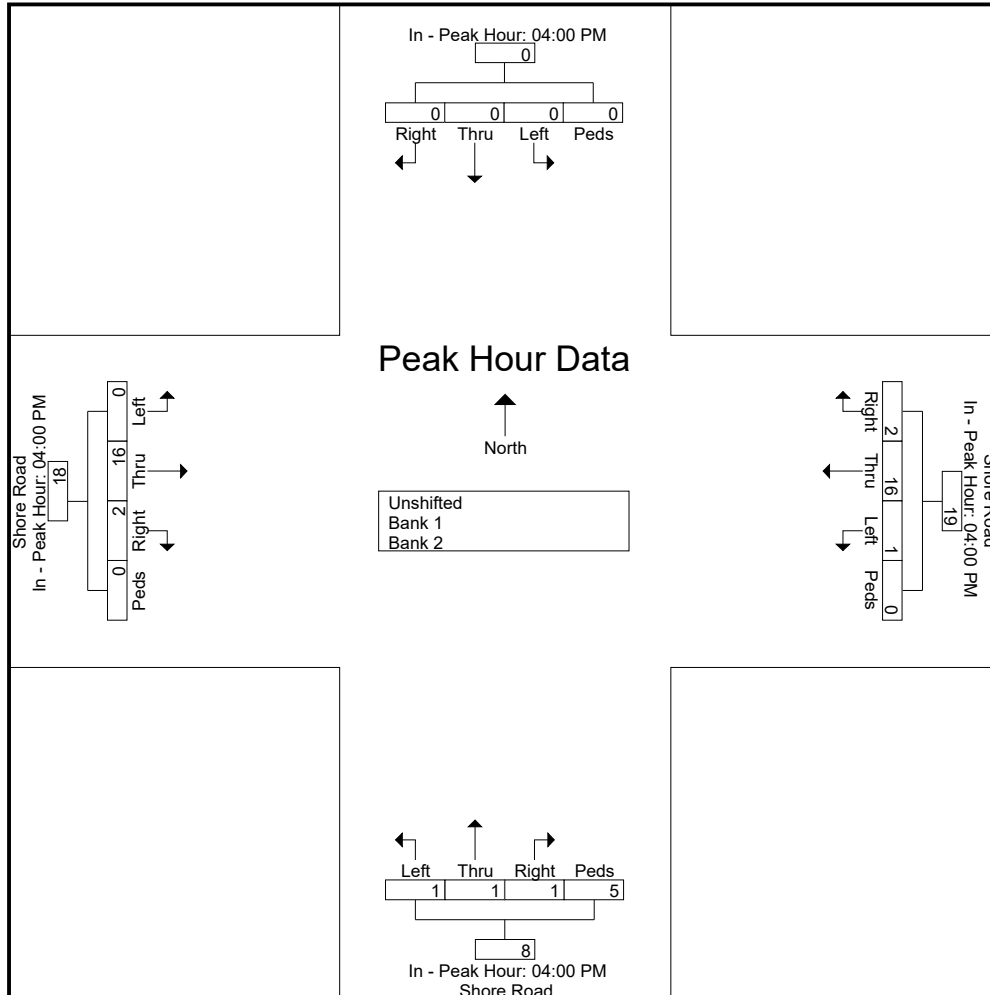 In - Peak Hour: 04:00 PM
0
0 0 0 0
Right Thru Left Peds
Peak Hour Data
North
Unshifted
Bank 1
Bank 2
Shore Road
In - Peak Hour: 04:00 PM
18
0 16 2 0
Left Thru Right Peds
Shore Road
In - Peak Hour: 04:00 PM
19
2 16 1 0
Right Thru Left Peds
Left Thru Right Peds
1 1 1 5
8
In - Peak Hour: 04:00 PM
Shore Road